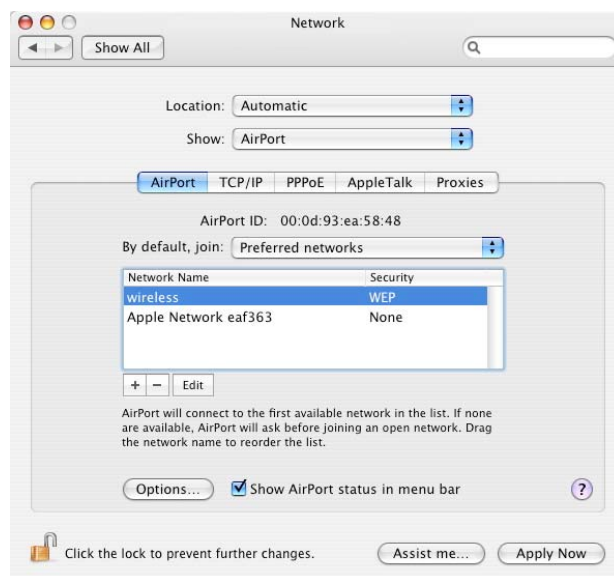 Network
Show All
Location: Automatic
Show: AirPort
AirPort TCP/IP PPPoE AppleTalk Proxies
AirPort ID: 00:0d:93:ea:58:48
By default, join: Preferred networks
Network Name Security
wireless WEP
Apple Network eaf363 None
+ − Edit
AirPort will connect to the first available network in the list. If none
are available, AirPort will ask before joining an open network. Drag
the network name to reorder the list.
Options... Show AirPort status in menu bar ?
Click the lock to prevent further changes. Assist me... Apply Now